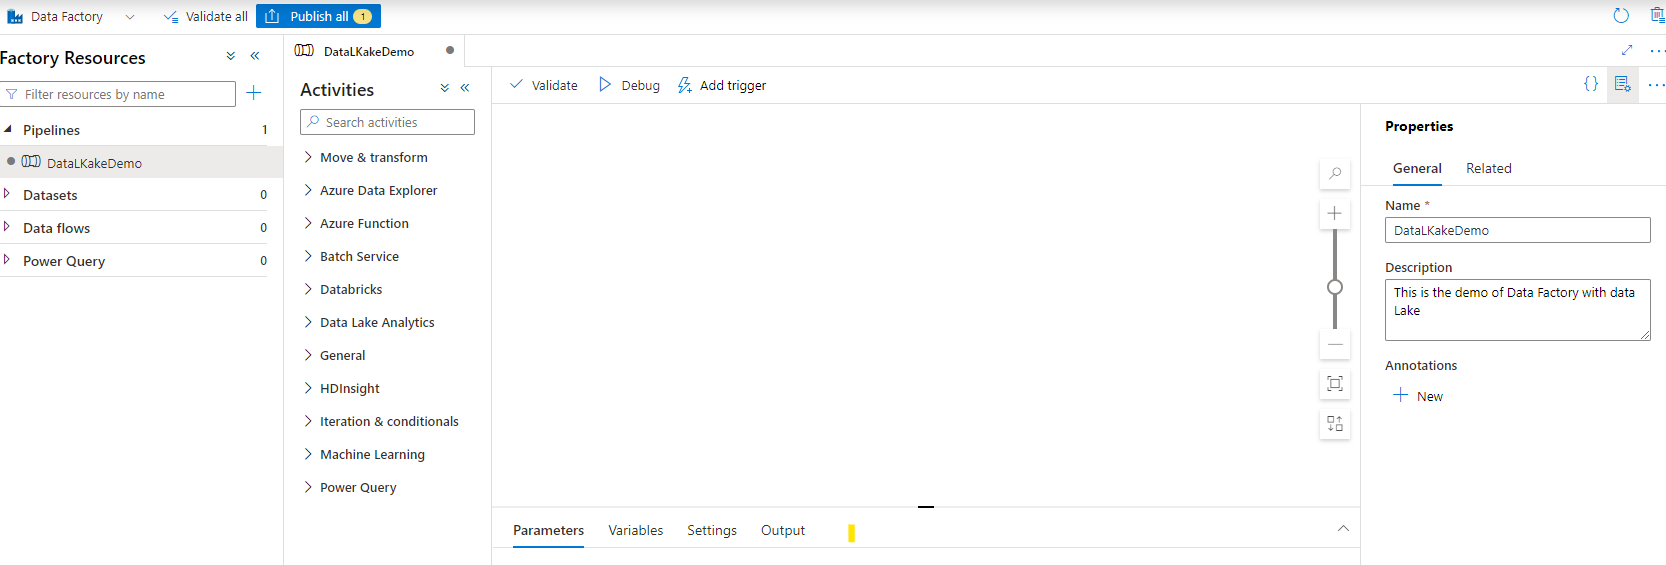 Data Factory
Validate all
Publish all 1
Factory Resources
Filter resources by name
Pipelines 1
DataLKakeDemo
Datasets 0
Data flows 0
Power Query 0
DataLKakeDemo
Activities
Search activities
Move & transform
Azure Data Explorer
Azure Function
Batch Service
Databricks
Data Lake Analytics
General
HDInsight
Iteration & conditionals
Machine Learning
Power Query
Validate Debug Add trigger
{}
Parameters Variables Settings Output
Properties
General Related
Name *
DataLKakeDemo
Description
This is the demo of Data Factory with data
Lake
Annotations
New